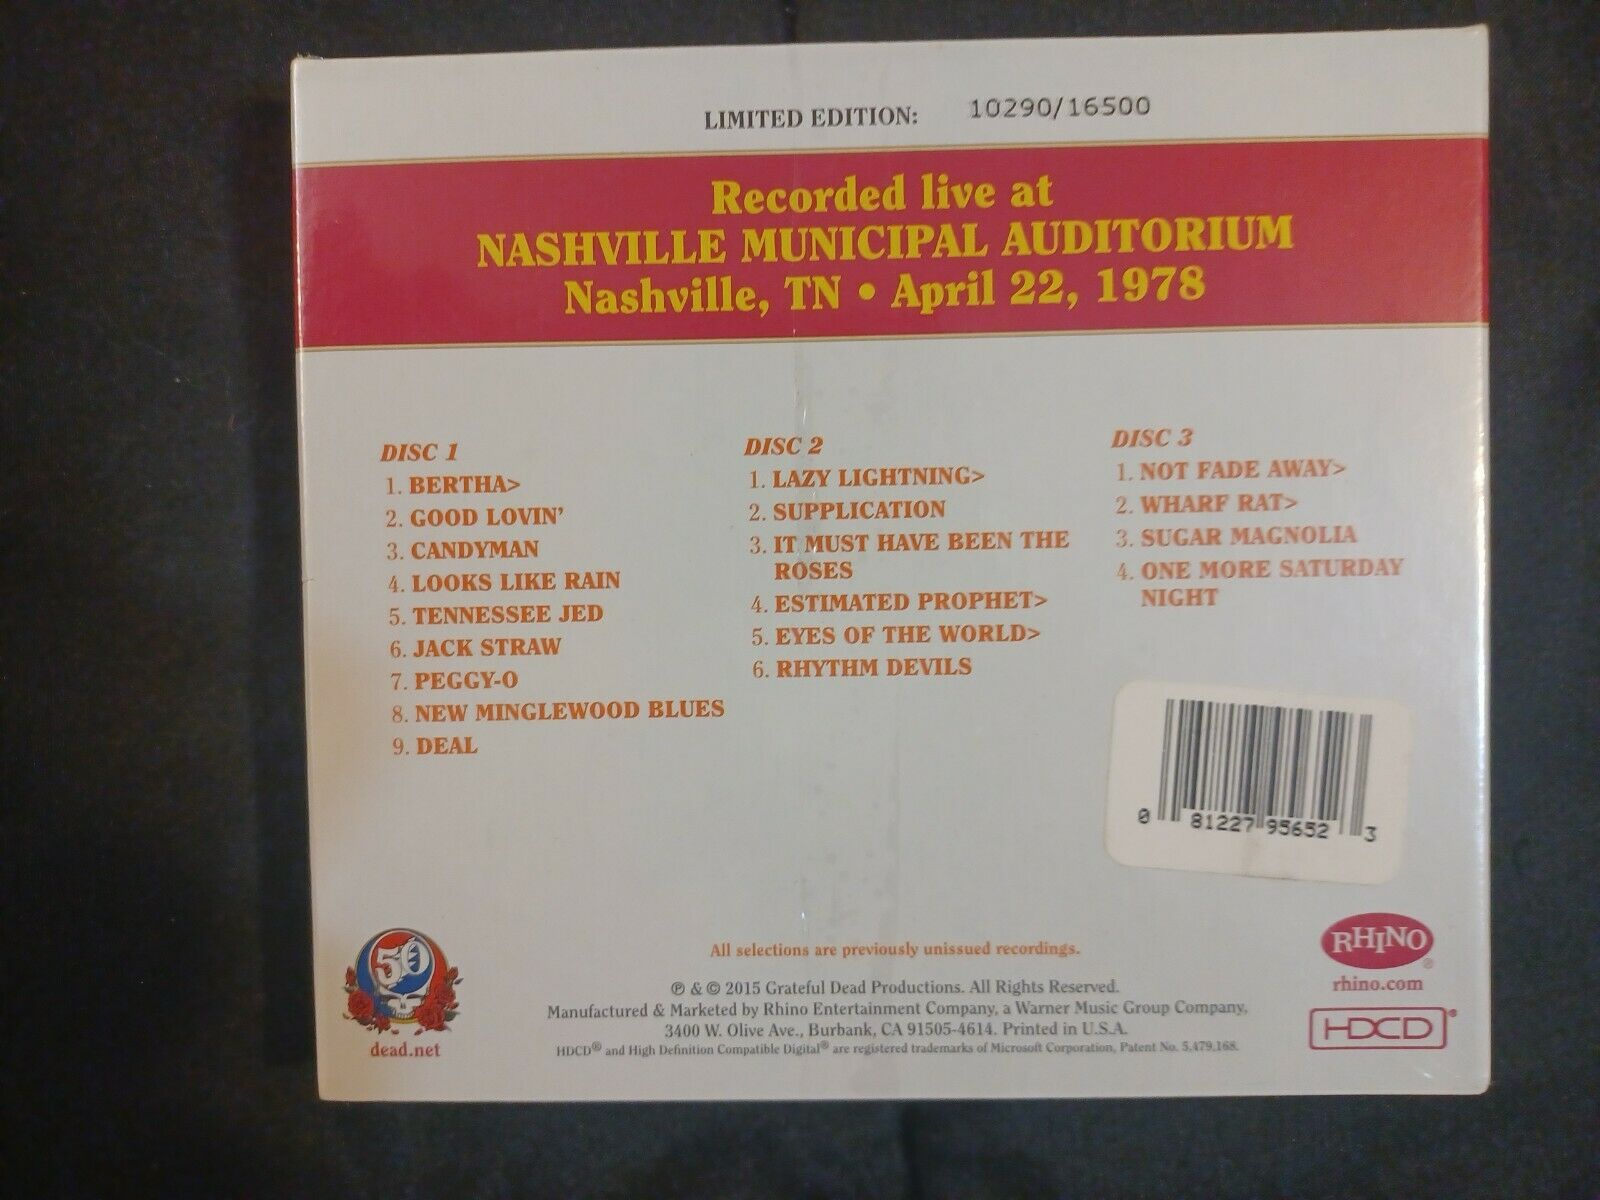 LIMITED EDITION: 10290/16500
Recorded live at
NASHVILLE MUNICIPAL AUDITORIUM
Nashville, TN • April 22, 1978
DISC 1
1. BERTHA>
2. GOOD LOVIN'
3. CANDYMAN
4. LOOKS LIKE RAIN
5. TENNESSEE JED
6. JACK STRAW
7. PEGGY-O
8. NEW MINGLEWOOD BLUES
9. DEAL
DISC 2
1. LAZY LIGHTNING>
2. SUPPLICATION
3. IT MUST HAVE BEEN THE
ROSES
4. ESTIMATED PROPHET>
5. EYES OF THE WORLD>
6. RHYTHM DEVILS
DISC 3
1. NOT FADE AWAY>
2. WHARF RAT>
3. SUGAR MAGNOLIA
4. ONE MORE SATURDAY
NIGHT
0 81227 95652 3
50
dead.net
All selections are previously unissued recordings.
℗ & © 2015 Grateful Dead Productions. All Rights Reserved.
Manufactured & Marketed by Rhino Entertainment Company, a Warner Music Group Company,
3400 W. Olive Ave., Burbank, CA 91505-4614. Printed in U.S.A.
HDCD® and High Definition Compatible Digital® are registered trademarks of Microsoft Corporation, Patent No. 5,479,168.
RHINO®
rhino.com
HDCD®